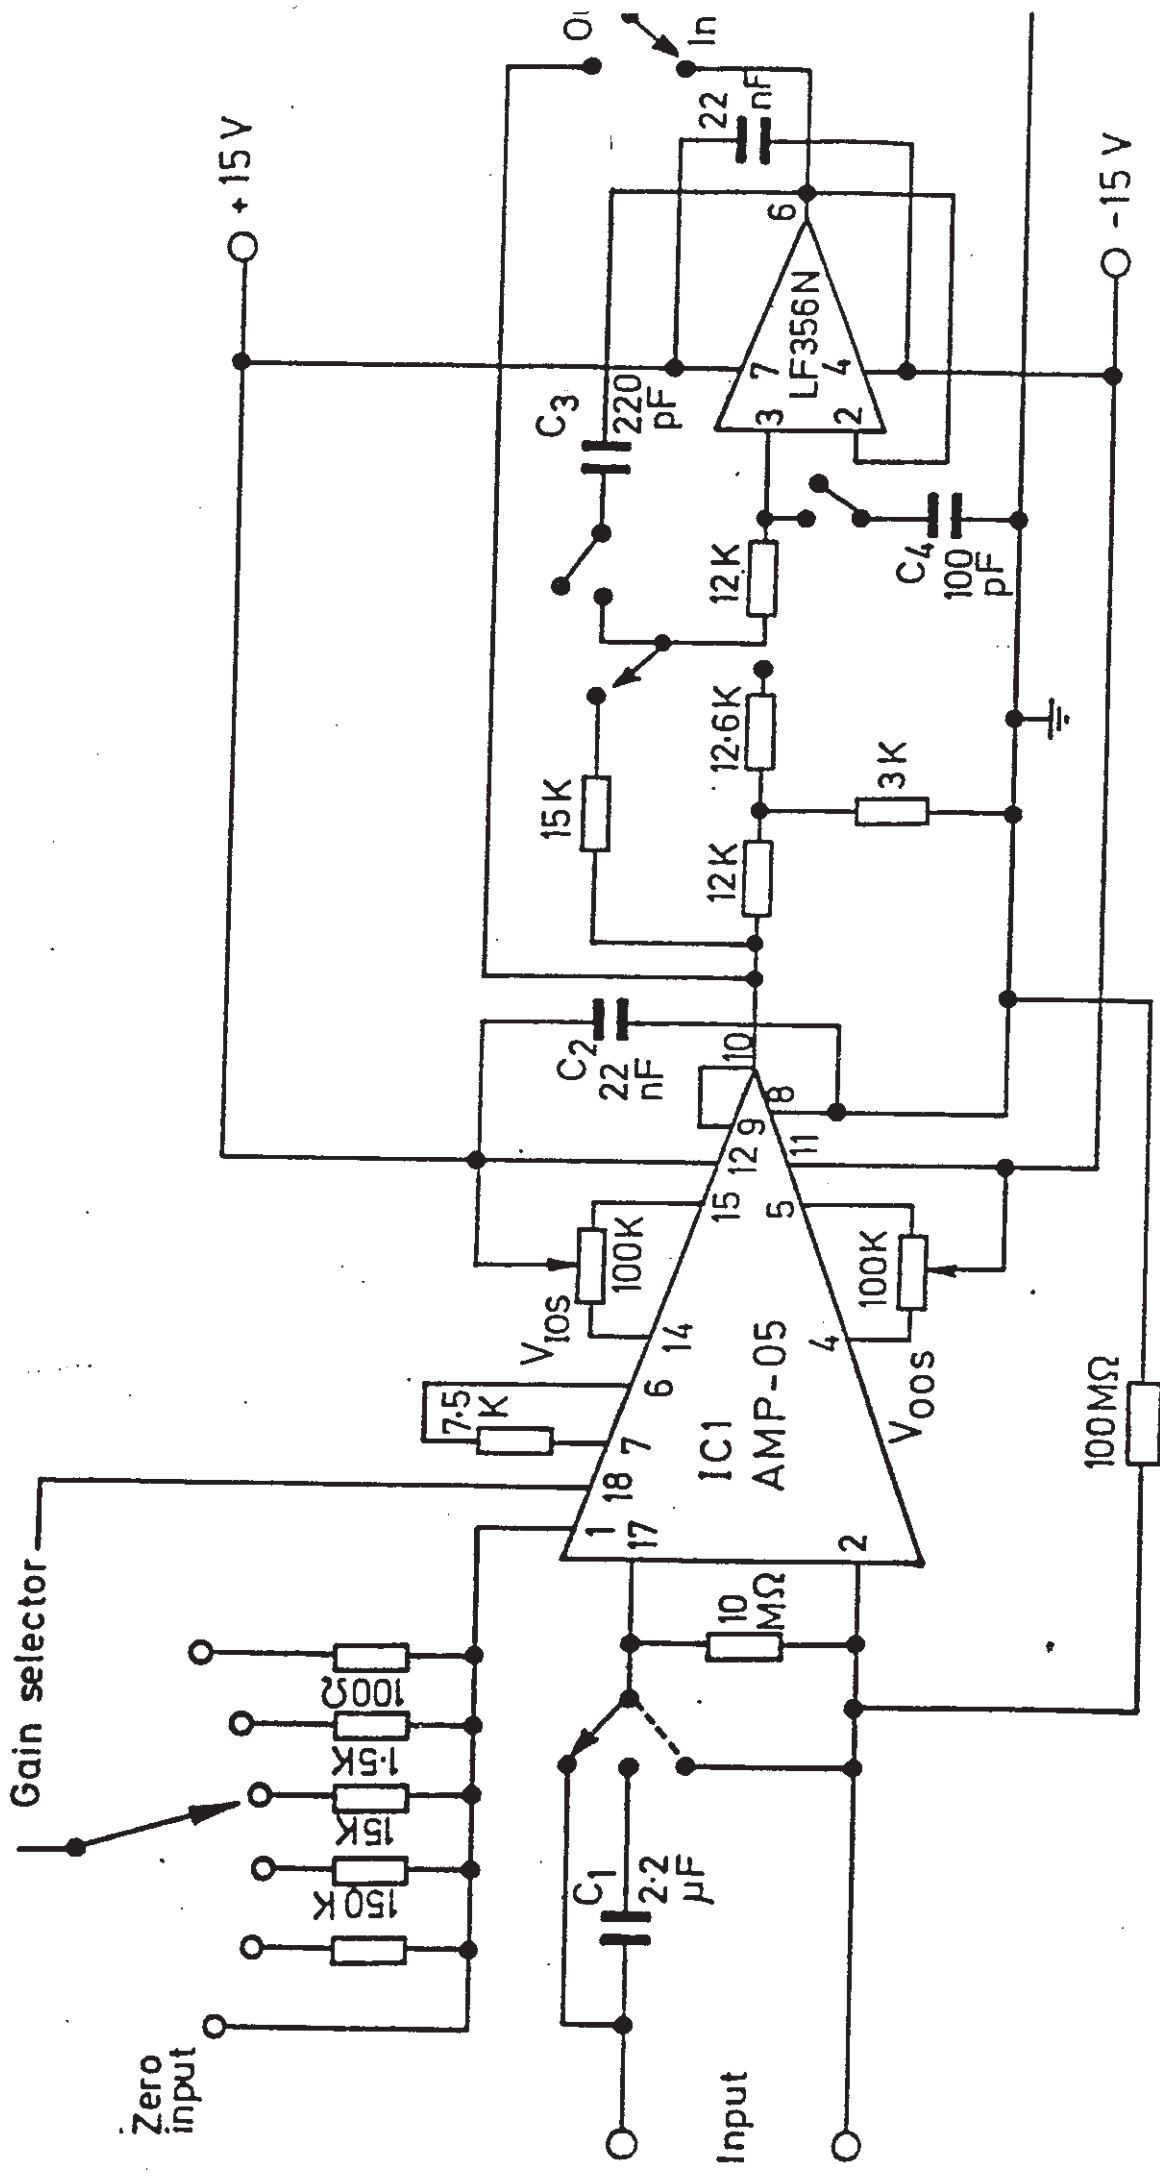 Gain selector
Zero
input
150K
15K
1·5K
100Ω
Input
C1
2·2
µF
10
MΩ
1
17
2
18
7
6
7·5
K
14
15
12
9
10
8
11
5
4
IC1
AMP-05
VIOS
100K
VOOS
100K
100MΩ
C2
22
nF
15K
12K
12·6K
3K
12K
C3
220
pF
C4
100
pF
3
2
7
4
6
LF356N
22
nF
In
+15V
-15V